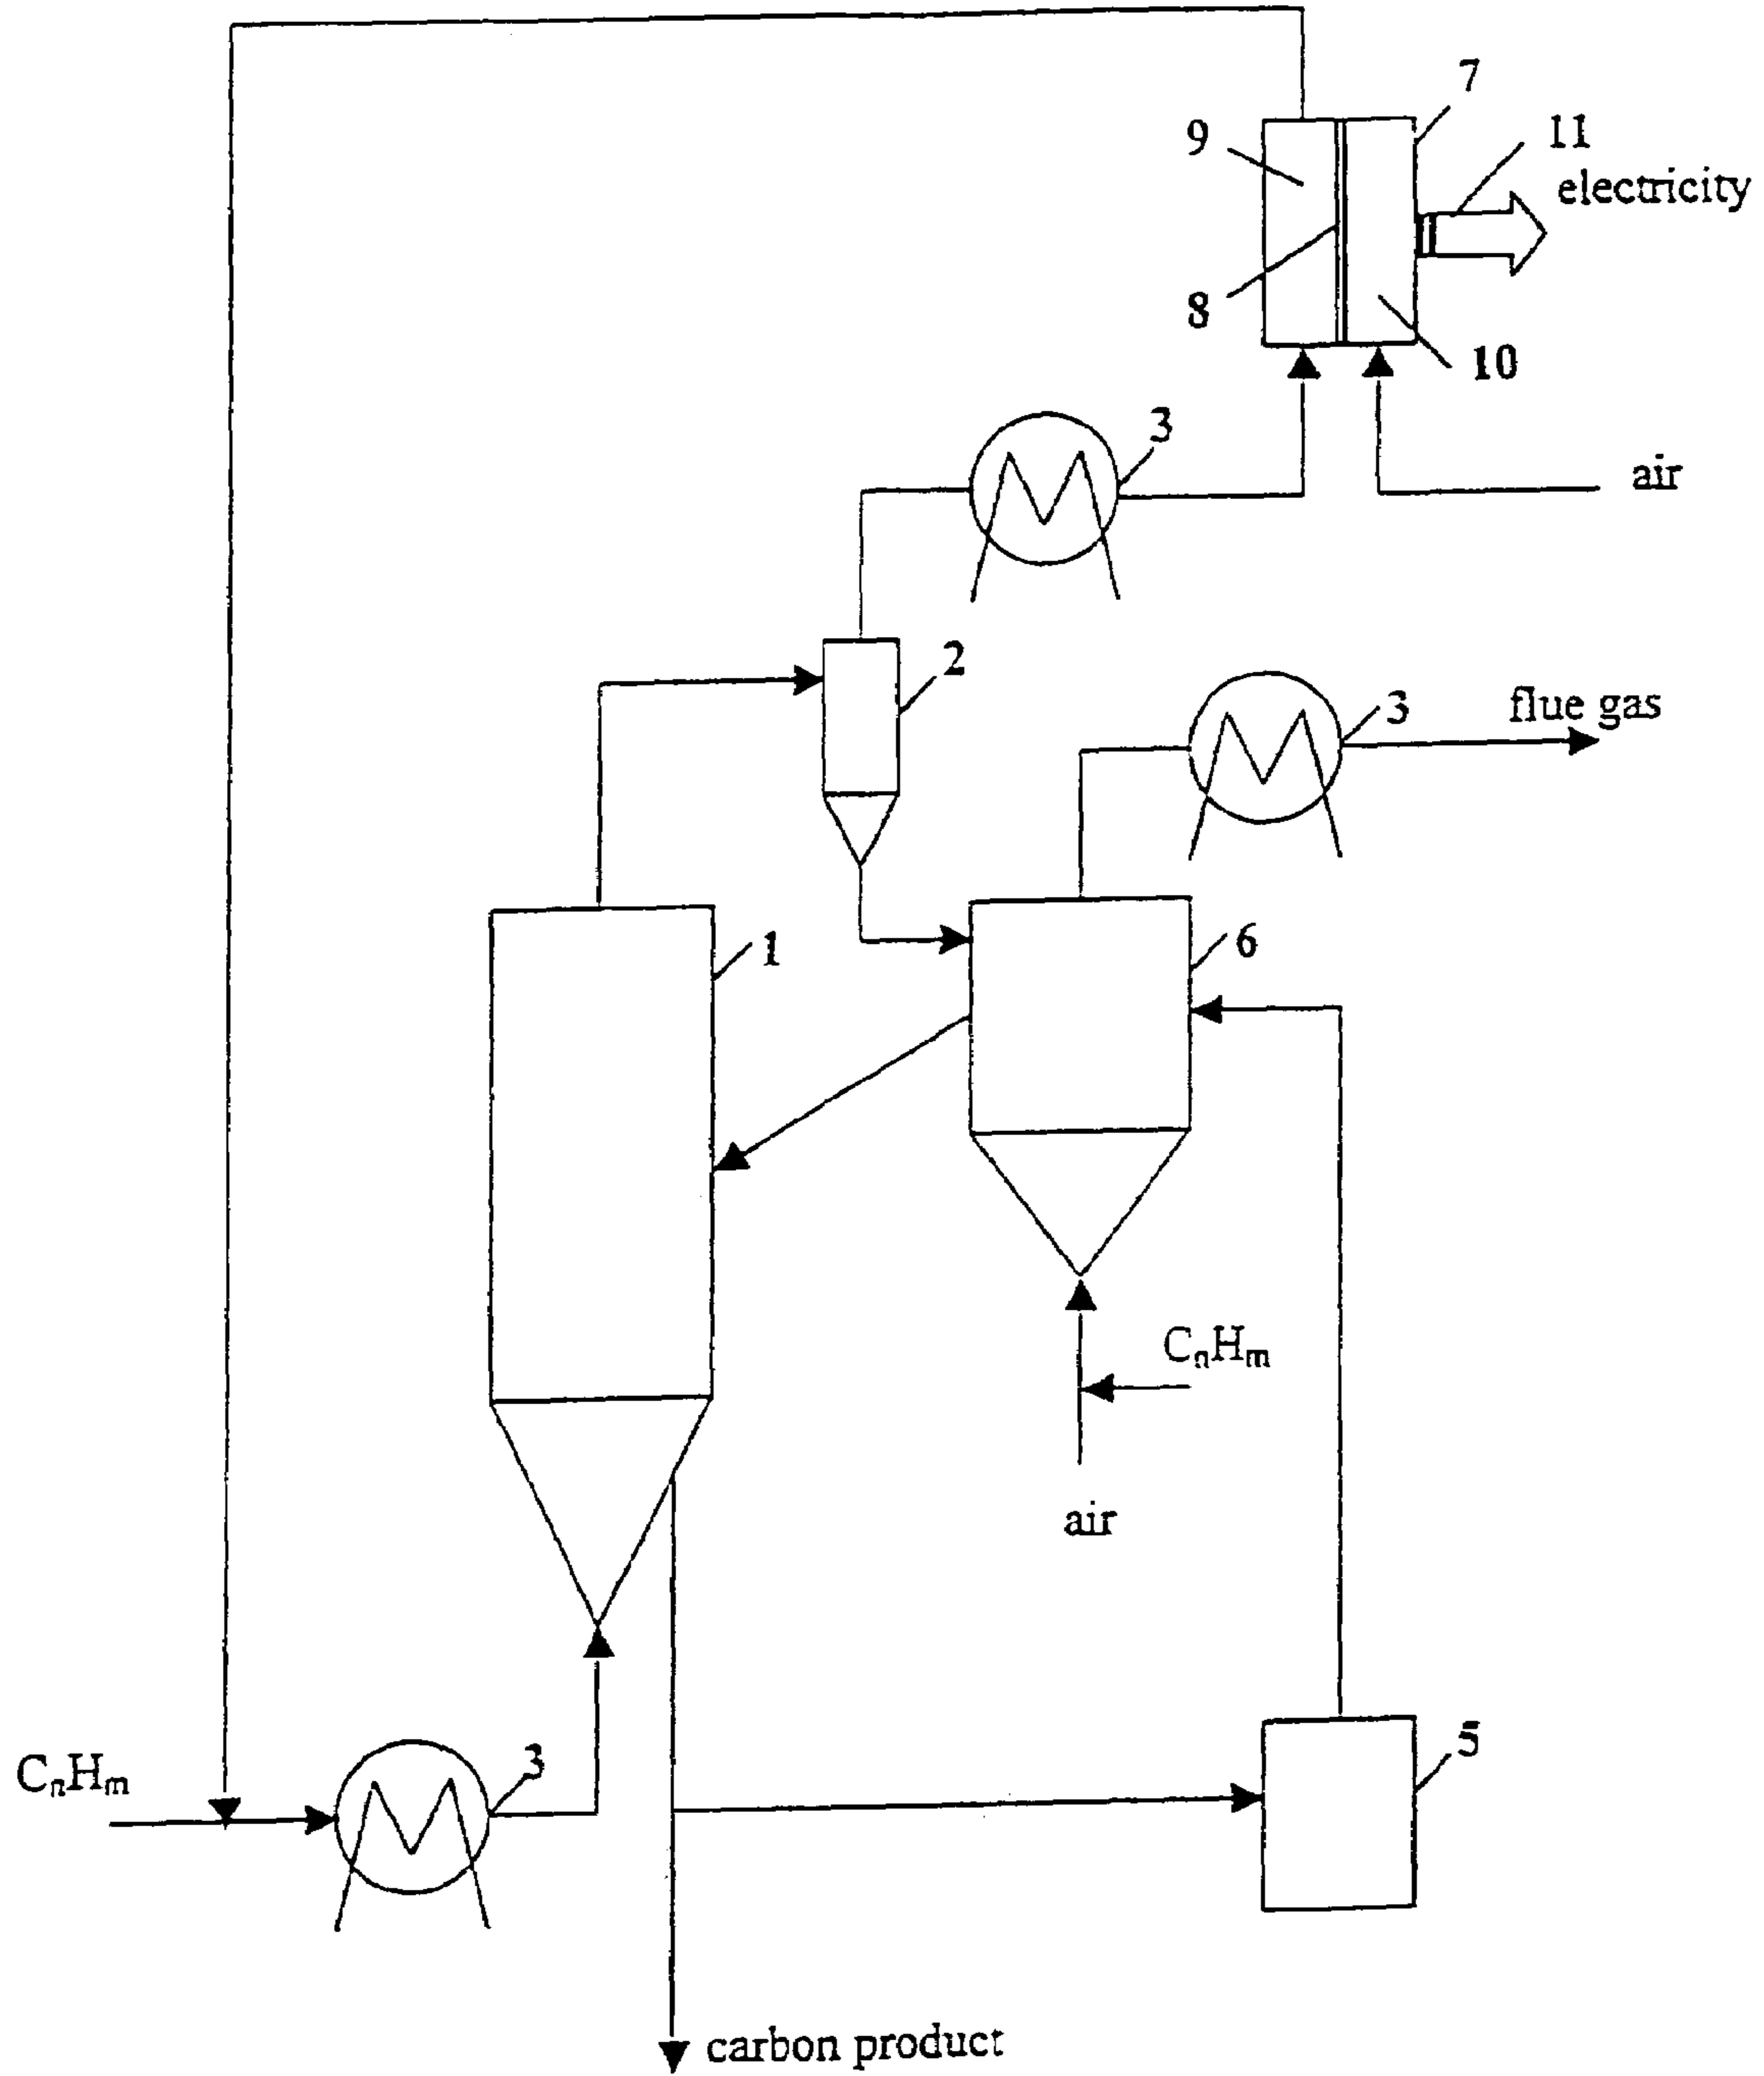 7
9
11
electricity
8
10
3
air
2
3
flue gas
1
6
CₙHₘ
air
5
CₙHₘ
3
carbon product